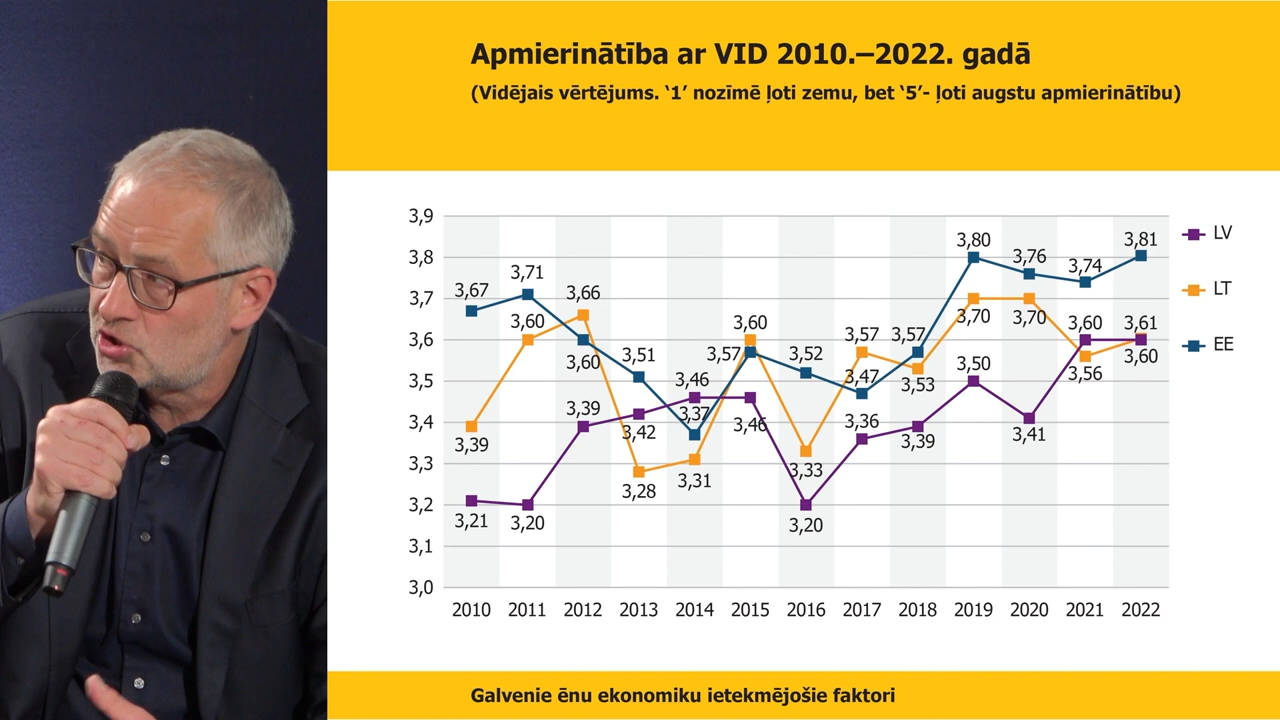 Apmierinātība ar VID 2010.–2022. gadā
(Vidējais vērtējums. ‘1’ nozīmē ļoti zemu, bet ‘5’- ļoti augstu apmierinātību)
3,9
3,8
3,7
3,6
3,5
3,4
3,3
3,2
3,1
3,0
3,67 3,71 3,60 3,51 3,37 3,57 3,52 3,47 3,57 3,80 3,76 3,74 3,81
3,39 3,60 3,66 3,28 3,31 3,60 3,33 3,57 3,53 3,70 3,70 3,56 3,61
3,21 3,20 3,39 3,42 3,46 3,46 3,20 3,36 3,39 3,50 3,41 3,60 3,60
2010 2011 2012 2013 2014 2015 2016 2017 2018 2019 2020 2021 2022
LV
LT
EE
Galvenie ēnu ekonomiku ietekmējošie faktori